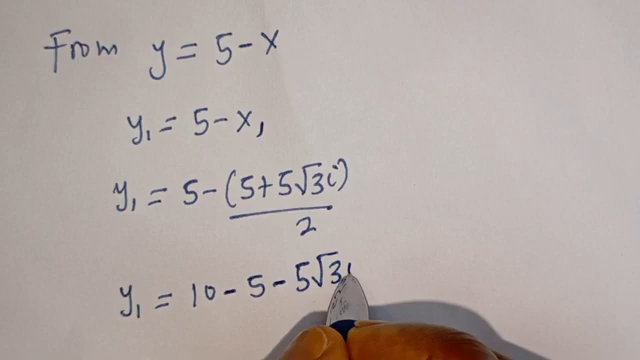 From y = 5 - x
y₁ = 5 - x₁
y₁ = 5 - (5 + 5√3i)/2
y₁ = 10 - 5 - 5√3